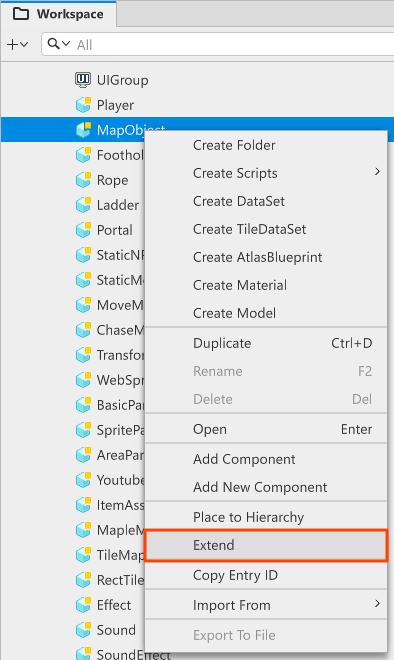 Workspace
All
UIGroup
Player
MapObject
Create Folder
Footho
Create Scripts
Rope
Create DataSet
Ladder
Create TileDataSet
Portal
Create AtlasBlueprint
StaticN
Create Material
StaticM
Create Model
MoveM
Duplicate Ctrl+D
ChaseM
Rename F2
Transfor
Delete Del
WebSpr
Open Enter
BasicPar
Add Component
SpritePa
Add New Component
AreaPar
Place to Hierarchy
Youtube
Extend
ItemAss
Copy Entry ID
MapleM
Import From
TileMap
Export To File
RectTile
Effect
Sound
SoundEffect